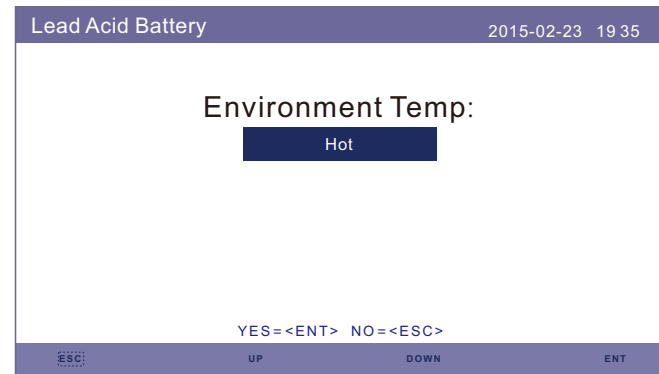 Lead Acid Battery 2015-02-23 19 35
Environment Temp:
Hot
YES=<ENT> NO=<ESC>
ESC UP DOWN ENT